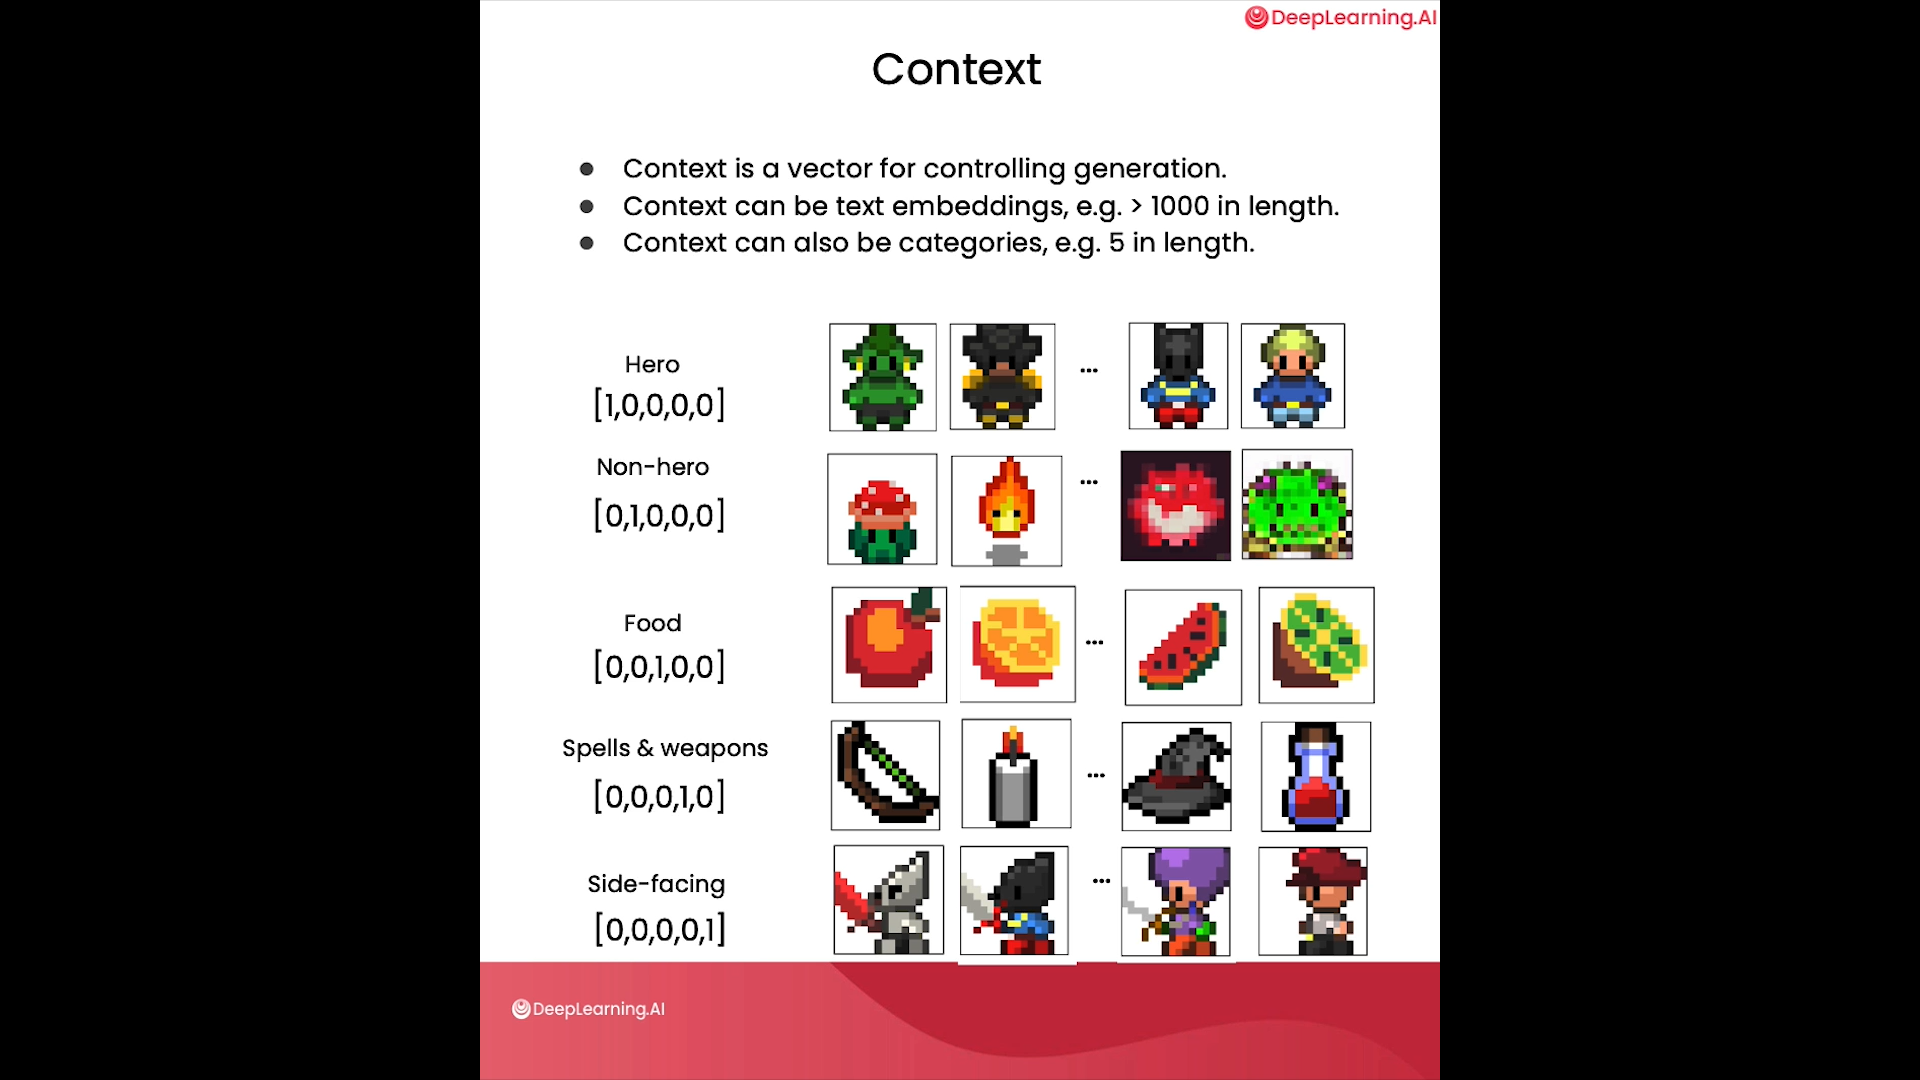 DeepLearning.AI
Context
● Context is a vector for controlling generation.
● Context can be text embeddings, e.g. > 1000 in length.
● Context can also be categories, e.g. 5 in length.
Hero
[1,0,0,0,0]
...
Non-hero
[0,1,0,0,0]
...
Food
[0,0,1,0,0]
...
Spells & weapons
[0,0,0,1,0]
...
Side-facing
[0,0,0,0,1]
...
DeepLearning.AI